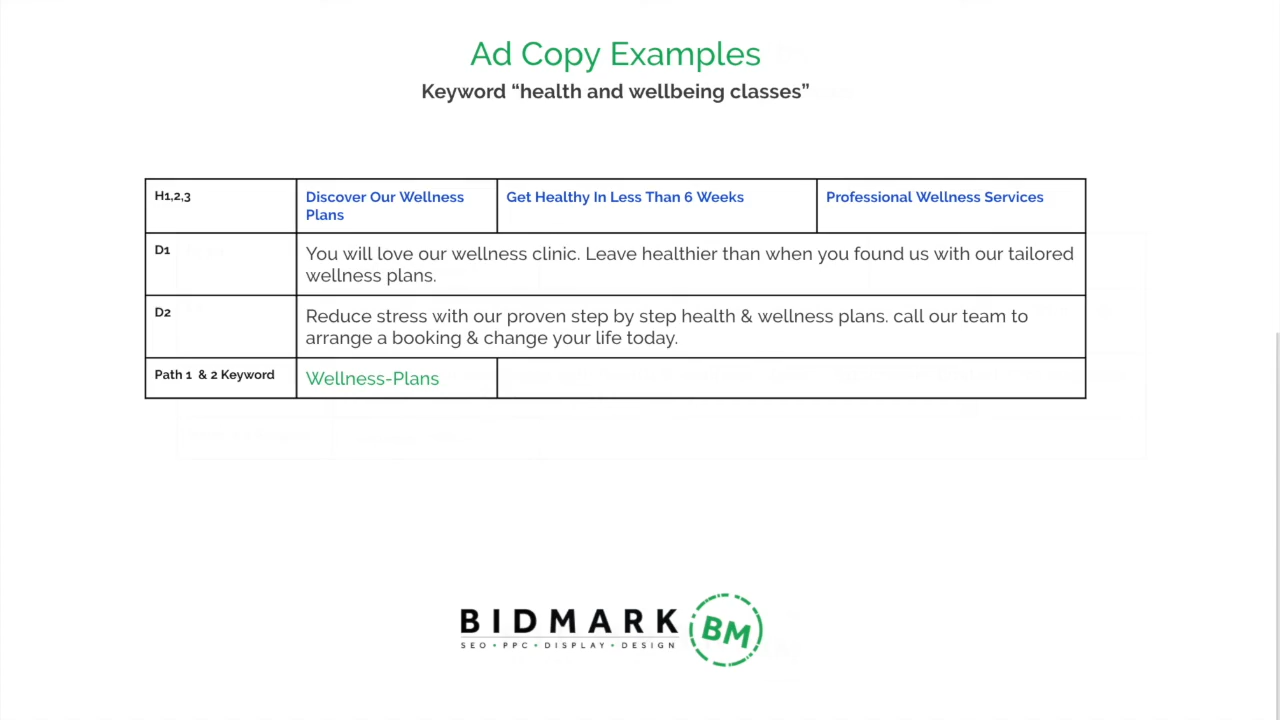 Ad Copy Examples
Keyword “health and wellbeing classes”
H1,2,3
Discover Our Wellness
Plans
Get Healthy In Less Than 6 Weeks
Professional Wellness Services
D1
You will love our wellness clinic. Leave healthier than when you found us with our tailored
wellness plans.
D2
Reduce stress with our proven step by step health & wellness plans. call our team to
arrange a booking & change your life today.
Path 1 & 2 Keyword
Wellness-Plans
BIDMARK
SEO • PPC • DISPLAY • DESIGN
BM